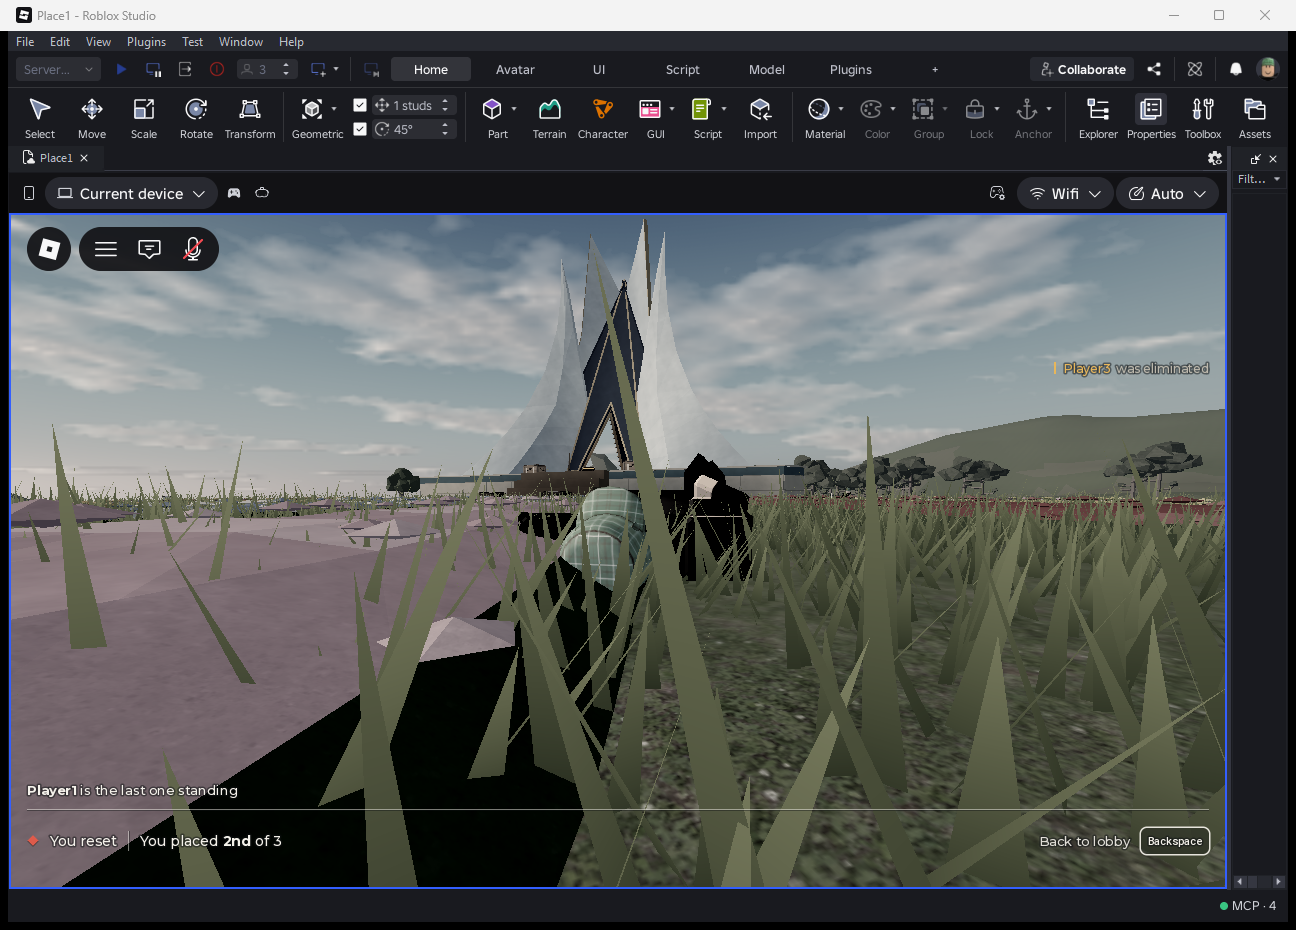 Place1 - Roblox Studio
File Edit View Plugins Test Window Help
Server... 3 Home Avatar UI Script Model Plugins + Collaborate
1 studs
45°
Select Move Scale Rotate Transform Geometric Part Terrain Character GUI Script Import Material Color Group Lock Anchor Explorer Properties Toolbox Assets
Place1
Current device Wifi Auto
Filt...
Player3 was eliminated
Player1 is the last one standing
You reset You placed 2nd of 3 Back to lobby Backspace
MCP · 4